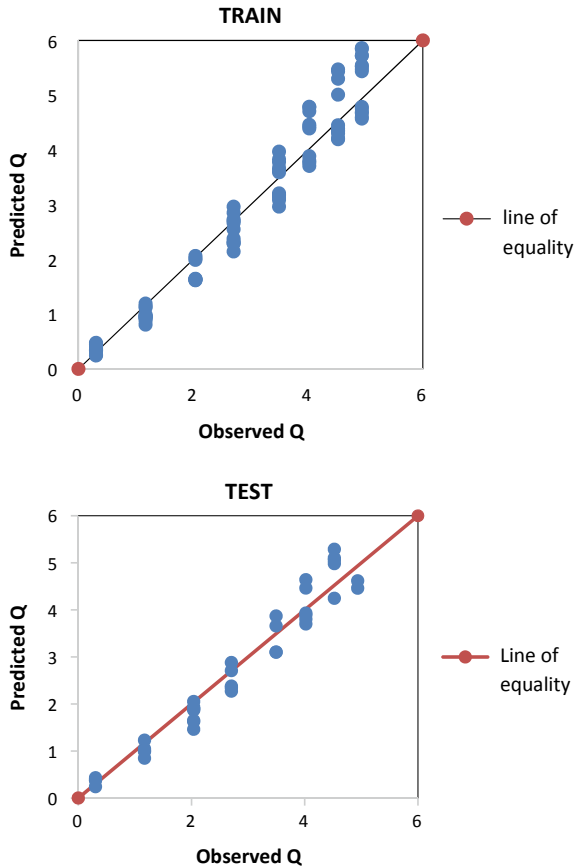 TRAIN
6
5
4
3
2
1
0
Predicted Q
0 2 4 6
Observed Q
line of
equality
TEST
6
5
4
3
2
1
0
Predicted Q
0 2 4 6
Observed Q
Line of
equality